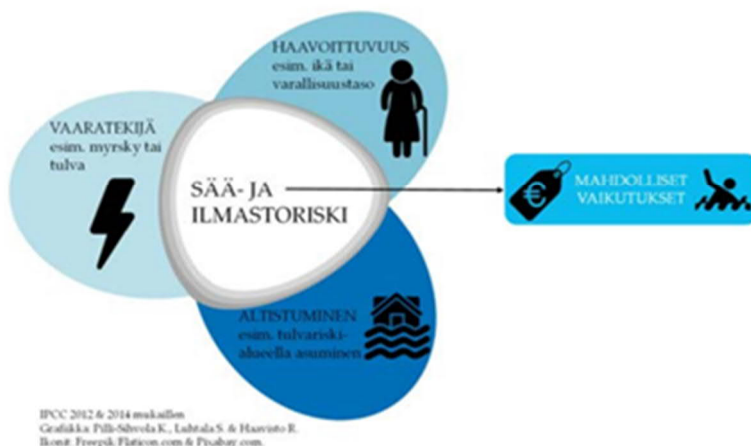 HAAVOITTUVUUS
esim. ikä tai
varallisuustaso
VAARATEKIJÄ
esim. myrsky tai
tulva
SÄÄ- JA
ILMASTORISKI
MAHDOLLISET
VAIKUTUKSET
ALTISTUMINEN
esim. tulvariski-
alueella asuminen
IPCC 2012 & 2014 mukaillen
Grafiikka: Pilli-Sihvola K., Luhtala S. & Haavisto R.
Ikonit: Freepik/Flaticon.com & Pixabay.com.